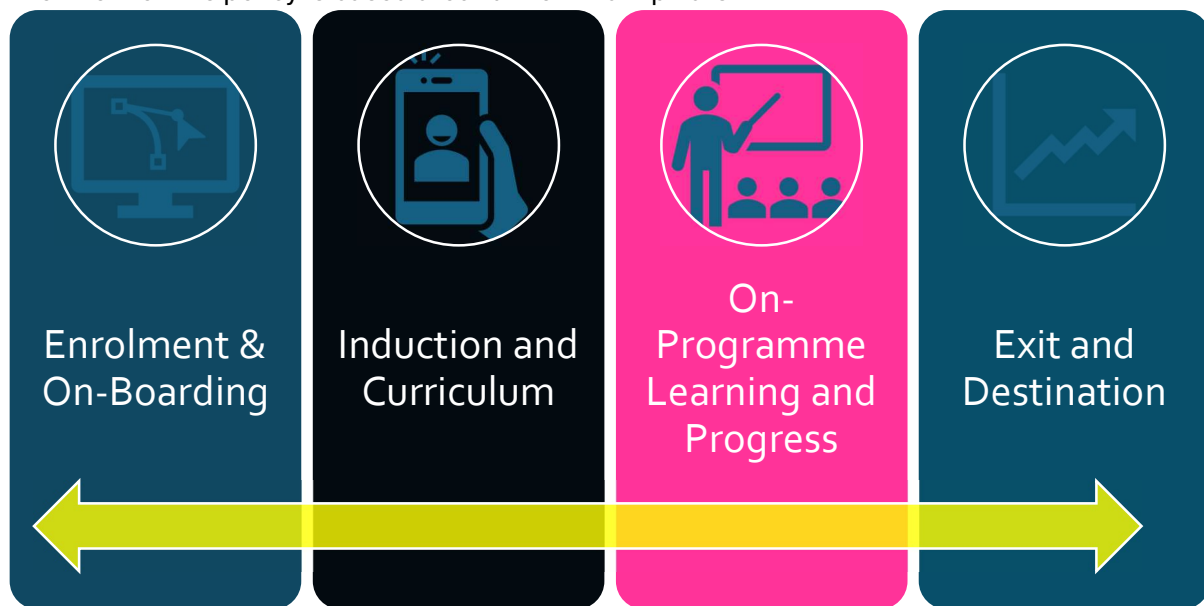 Enrolment &
On-Boarding
Induction and
Curriculum
On-
Programme
Learning and
Progress
Exit and
Destination